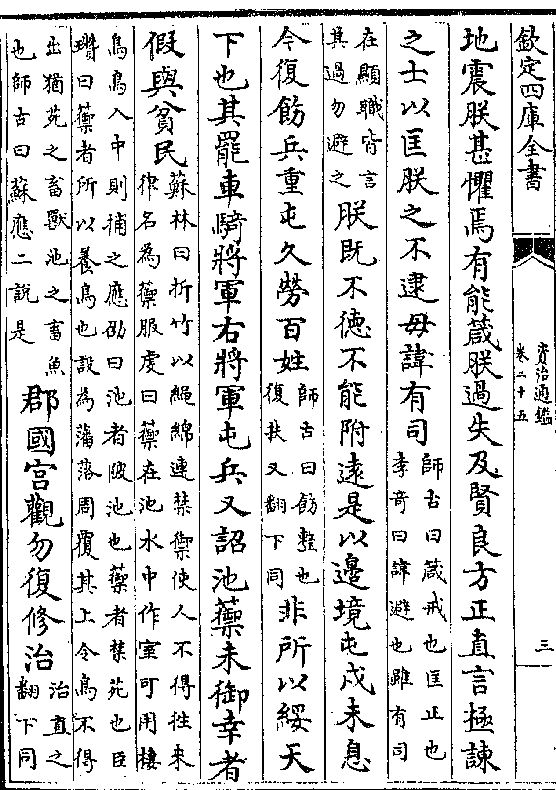 欽定四庫全書
資治通鑑
卷二十五
三
地震朕甚懼焉有能箴朕過失及賢良方正直言極諫
之士以匡朕之不逮毋諱有司師古曰箴戒也匡正也李奇曰諱避也雖有司
在顯職皆言其過勿避之朕既不德不能附遠是以邊境屯戍未息
今復飭兵重屯久勞百姓師古曰飭整也復扶又翻下同非所以綏天
下也其罷車騎將軍右將軍屯兵又詔池籞未御幸者
假與貧民蘇林曰折竹以繩綿連禁禦使人不得往來律名為籞服虔曰籞在池水中作室可用棲
鳥鳥入中則捕之應劭曰池者陂池也籞者禁苑也臣瓚曰籞者所以養鳥也設為藩落周覆其上令鳥不得
出猶苑之畜獸池之畜魚也師古曰蘇應二說是郡國宮觀勿復修治治直之翻下同